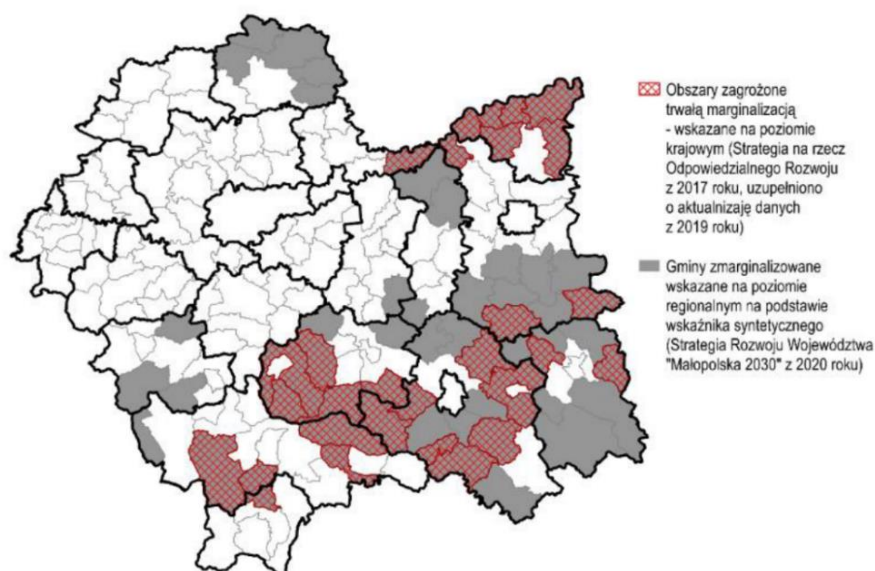 Obszary zagrożone
trwałą marginalizacją
- wskazane na poziomie
krajowym (Strategia na rzecz
Odpowiedzialnego Rozwoju
z 2017 roku, uzupełniono
o aktualnizaję danych
z 2019 roku)
Gminy zmarginalizowane
wskazane na poziomie
regionalnym na podstawie
wskaźnika syntetycznego
(Strategia Rozwoju Województwa
"Małopolska 2030" z 2020 roku)